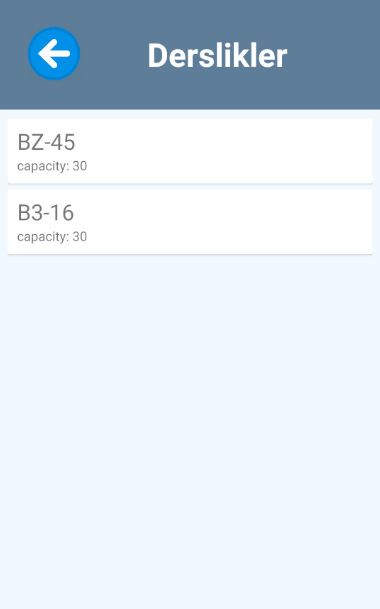 Derslikler
BZ-45
capacity: 30
B3-16
capacity: 30